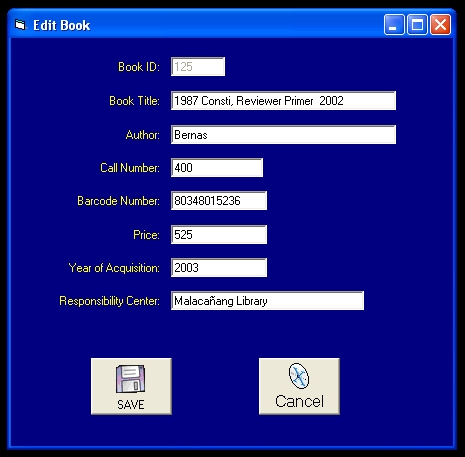 Edit Book
Book ID: 125
Book Title: 1987 Consti, Reviewer Primer  2002
Author: Bernas
Call Number: 400
Barcode Number: 80348015236
Price: 525
Year of Acquisition: 2003
Responsibility Center: Malacañang Library
SAVE Cancel